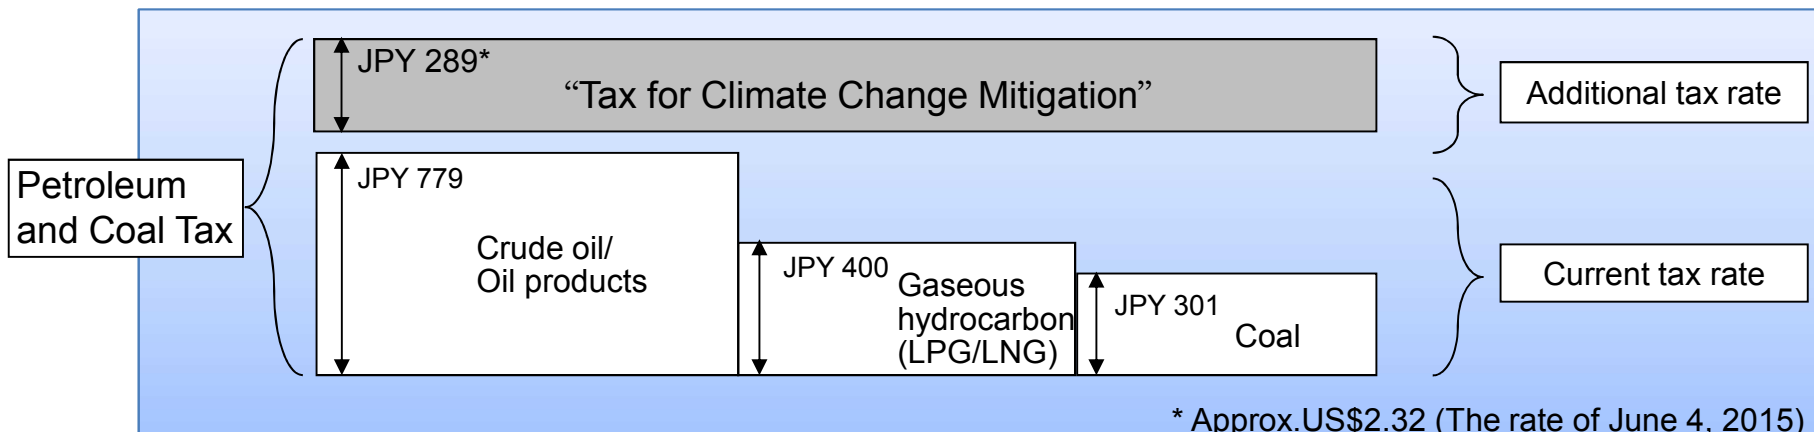 JPY 289*
“Tax for Climate Change Mitigation”
Additional tax rate
Petroleum
and Coal Tax
JPY 779
Crude oil/
Oil products
JPY 400
Gaseous
hydrocarbon
(LPG/LNG)
JPY 301
Coal
Current tax rate
* Approx.US$2.32 (The rate of June 4, 2015)